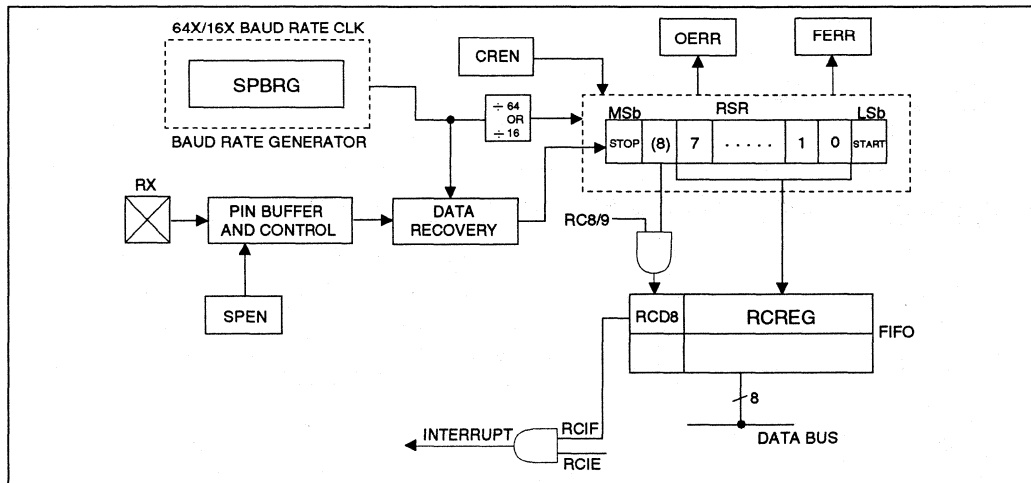 64X/16X BAUD RATE CLK
SPBRG
BAUD RATE GENERATOR
CREN
OERR
FERR
÷ 64
OR
÷ 16
MSb
RSR
LSb
STOP
(8)
7
.....
1
0
START
RX
PIN BUFFER
AND CONTROL
DATA
RECOVERY
SPEN
RC8/9
RCD8
RCREG
FIFO
8
DATA BUS
INTERRUPT
RCIF
RCIE